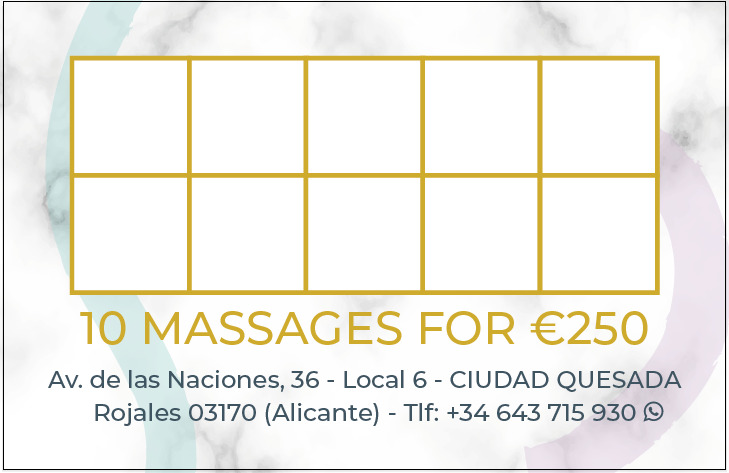 10 MASSAGES FOR €250
Av. de las Naciones, 36 - Local 6 - CIUDAD QUESADA
Rojales 03170 (Alicante) - Tlf: +34 643 715 930